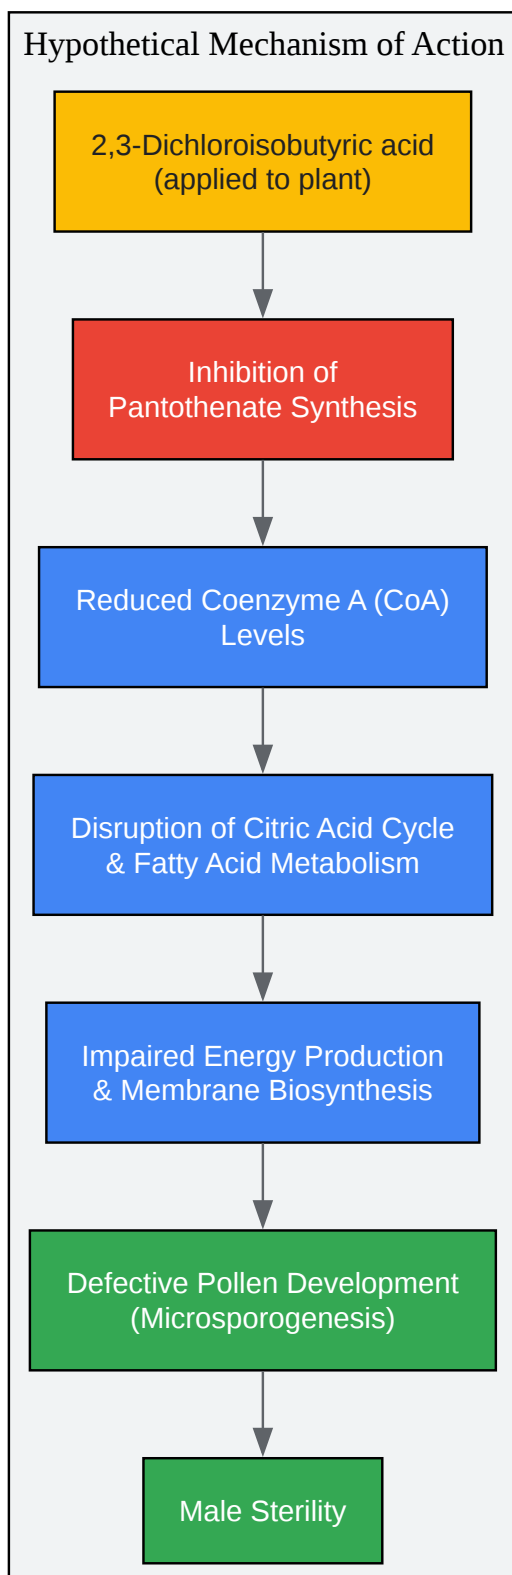 Hypothetical Mechanism of Action
2,3-Dichloroisobutyric acid
(applied to plant)
Inhibition of
Pantothenate Synthesis
Reduced Coenzyme A (CoA)
Levels
Disruption of Citric Acid Cycle
& Fatty Acid Metabolism
Impaired Energy Production
& Membrane Biosynthesis
Defective Pollen Development
(Microsporogenesis)
Male Sterility